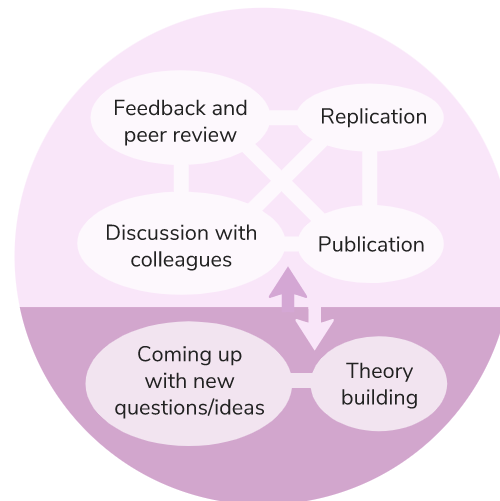 Feedback and
peer review
Replication
Discussion with
colleagues
Publication
Coming up
with new
questions/ideas
Theory
building